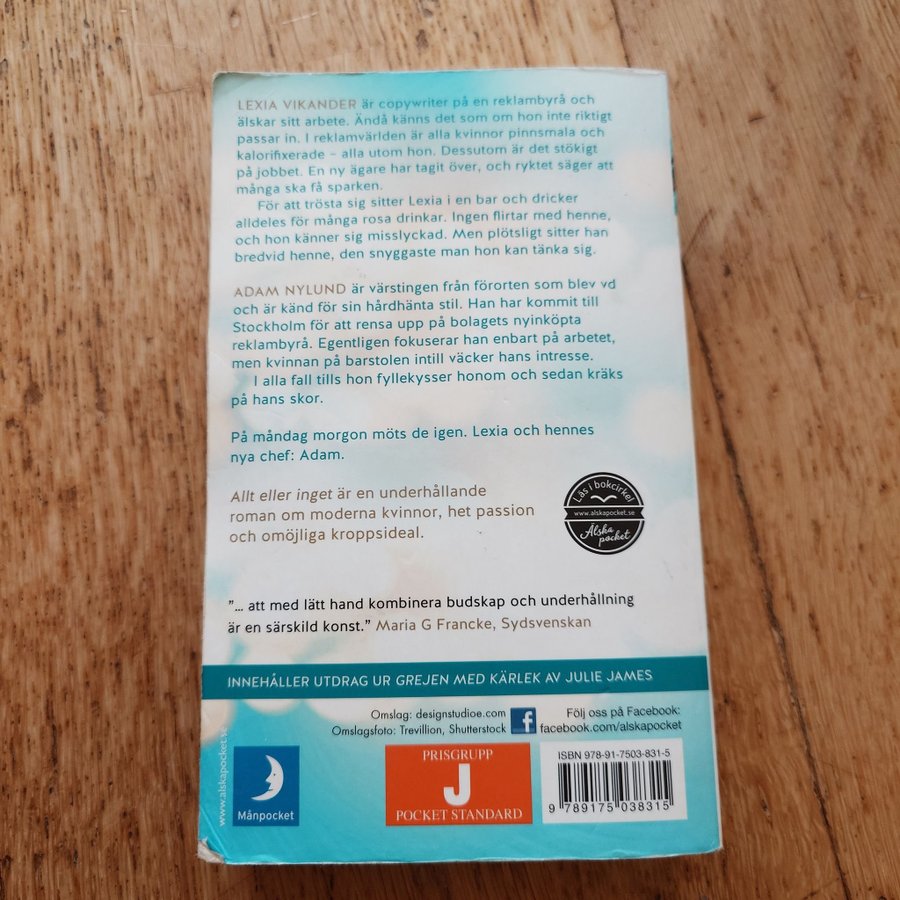 LEXIA VIKANDER är copywriter på en reklambyrå och
älskar sitt arbete. Ändå känns det som om hon inte riktigt
passar in. I reklamvärlden är alla kvinnor pinnsmala och
kalorifixerade – alla utom hon. Dessutom är det stökigt
på jobbet. En ny ägare har tagit över, och ryktet säger att
många ska få sparken.
För att trösta sig sitter Lexia i en bar och dricker
alldeles för många rosa drinkar. Ingen flirtar med henne,
och hon känner sig misslyckad. Men plötsligt sitter han
bredvid henne, den snyggaste man hon kan tänka sig.
ADAM NYLUND är värstingen från förorten som blev vd
och är känd för sin hårdhänta stil. Han har kommit till
Stockholm för att rensa upp på bolagets nyinköpta
reklambyrå. Egentligen fokuserar han enbart på arbetet,
men kvinnan på barstolen intill väcker hans intresse.
I alla fall tills hon fyllekysser honom och sedan kräks
på hans skor.
På måndag morgon möts de igen. Lexia och hennes
nya chef: Adam.
Allt eller inget är en underhållande
roman om moderna kvinnor, het passion
och omöjliga kroppsideal.
Läs i bokcirkel
www.alskapocket.se
Älska
pocket
"... att med lätt hand kombinera budskap och underhållning
är en särskild konst." Maria G Francke, Sydsvenskan
INNEHÅLLER UTDRAG UR GREJEN MED KÄRLEK AV JULIE JAMES
Omslag: designstudioe.com
Omslagsfoto: Trevillion, Shutterstock
f
Följ oss på Facebook:
facebook.com/alskapocket
www.alskapocket.se
Månpocket
PRISGRUPP
J
POCKET STANDARD
ISBN 978-91-7503-831-5
9 789175 038315